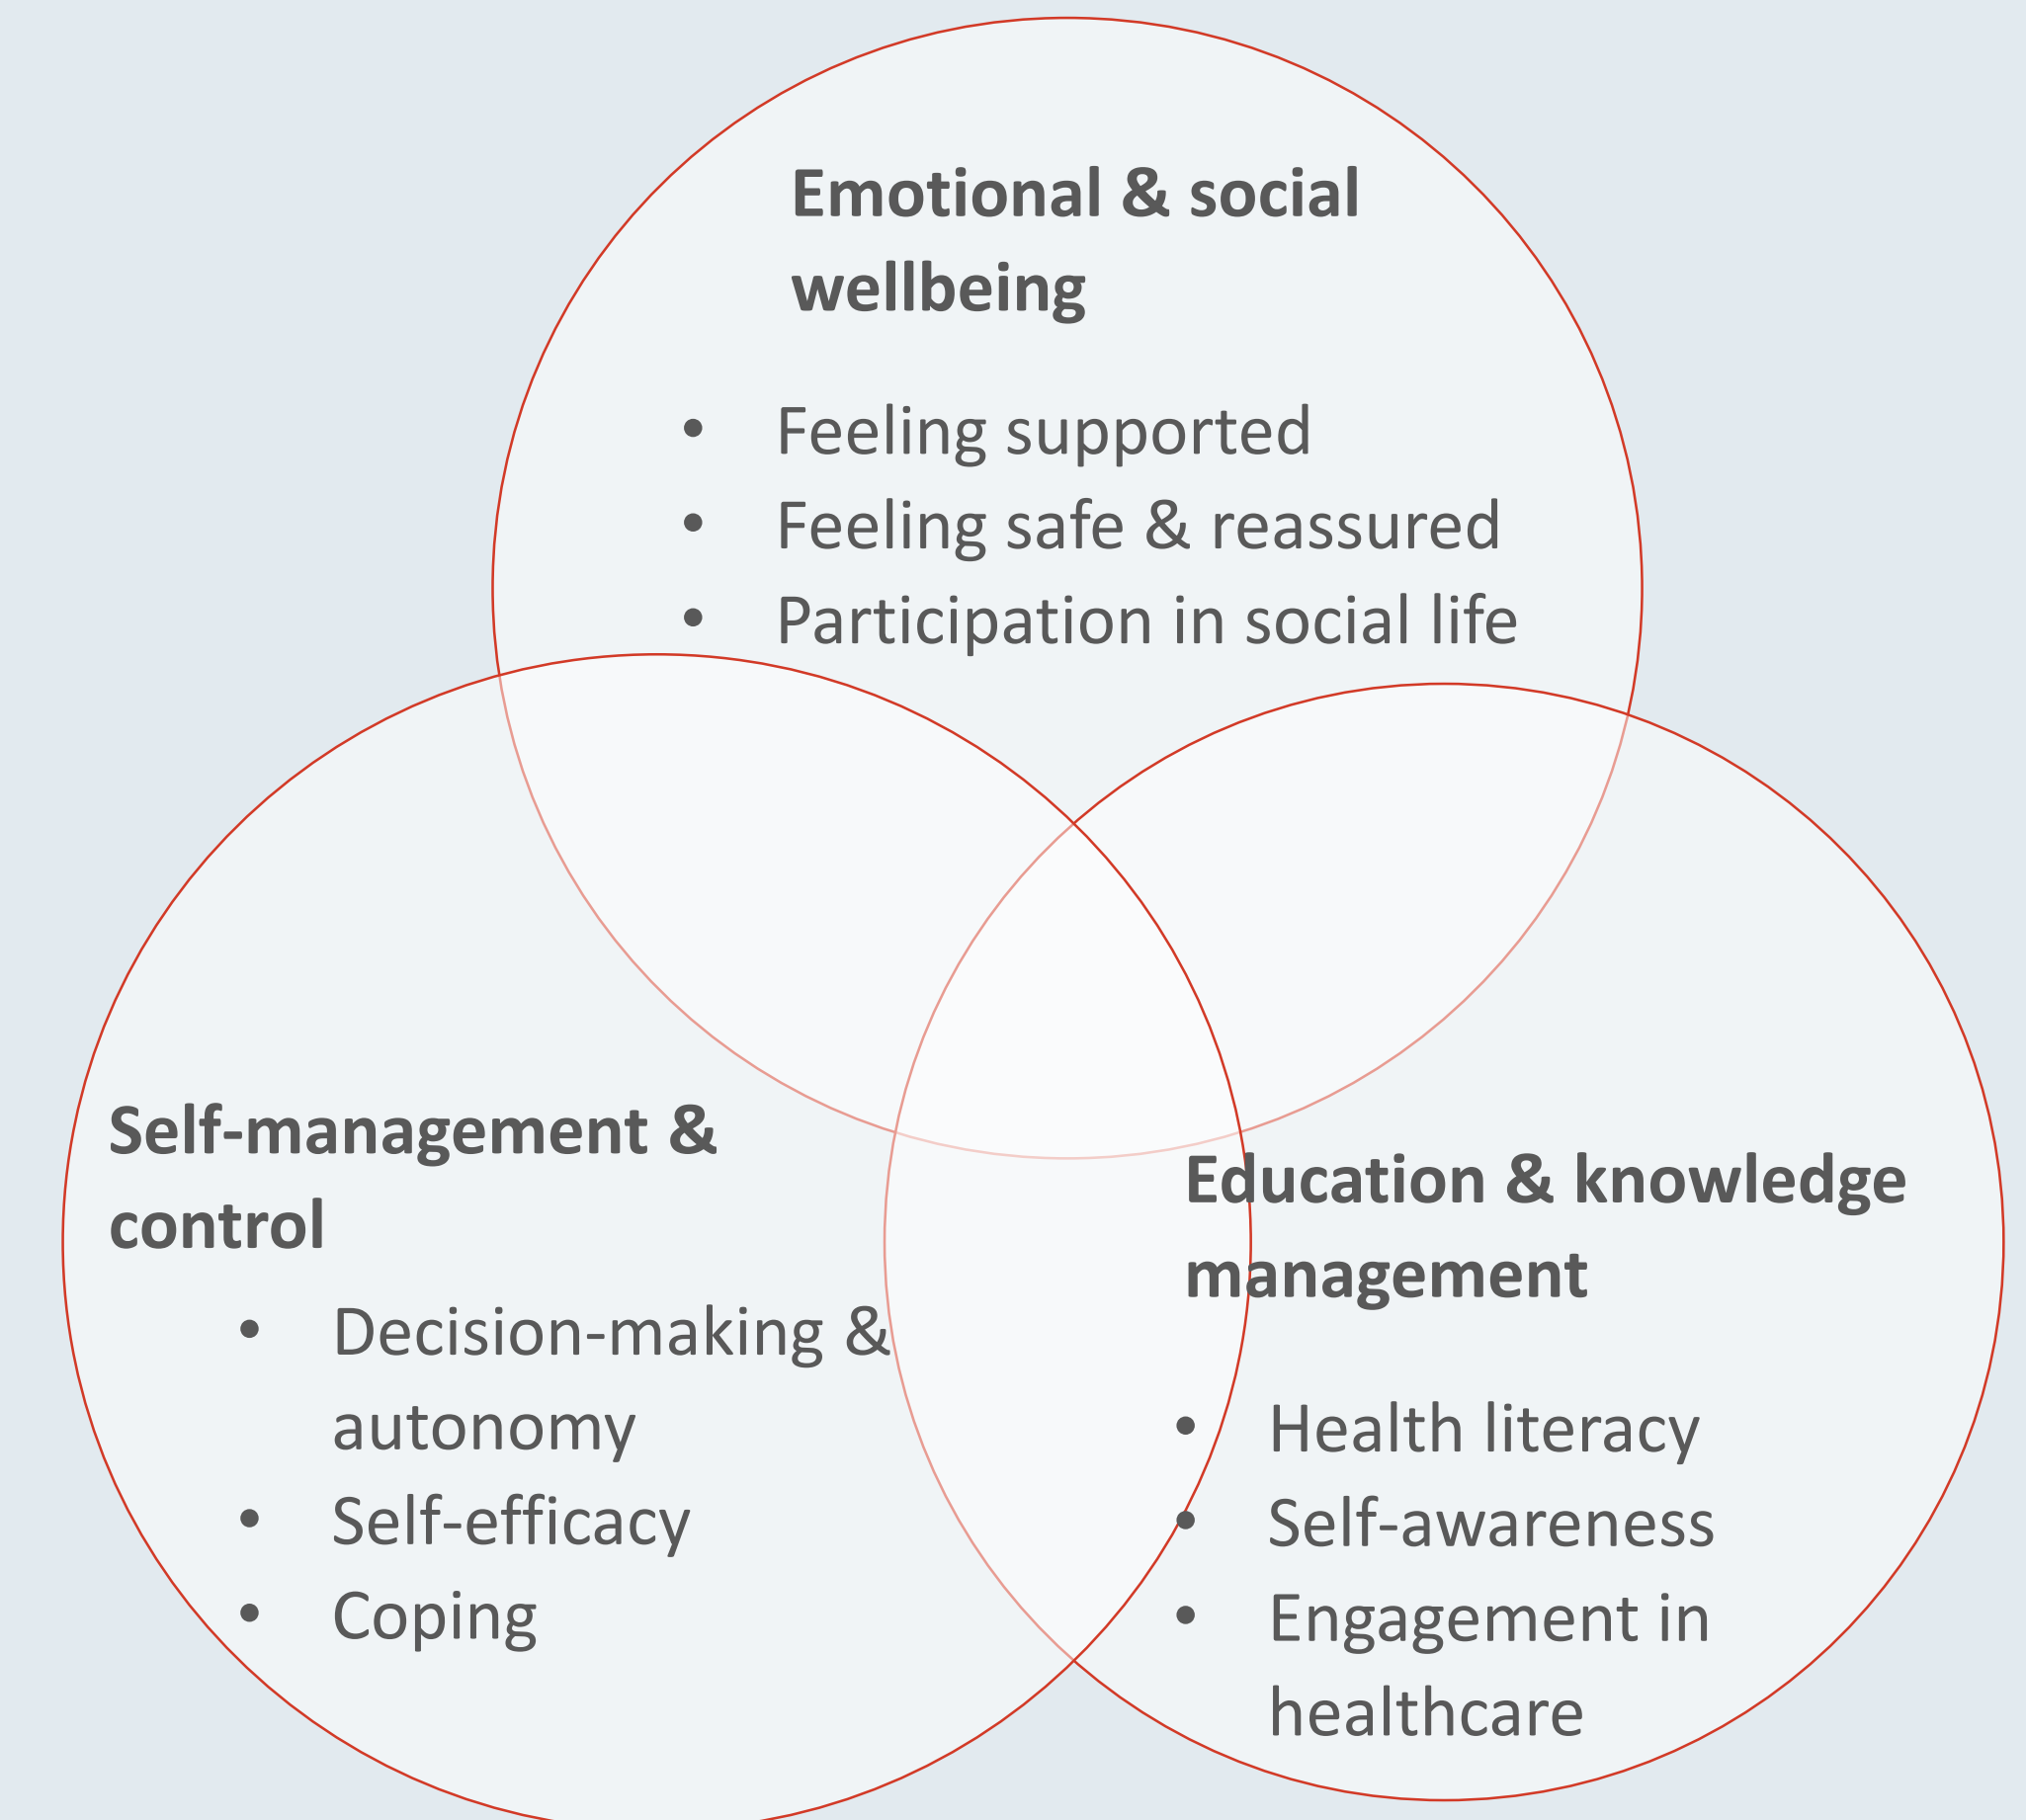 Emotional & social
wellbeing
• Feeling supported
• Feeling safe & reassured
• Participation in social life
Self-management &
control
• Decision-making &
autonomy
• Self-efficacy
• Coping
Education & knowledge
management
• Health literacy
• Self-awareness
• Engagement in
healthcare